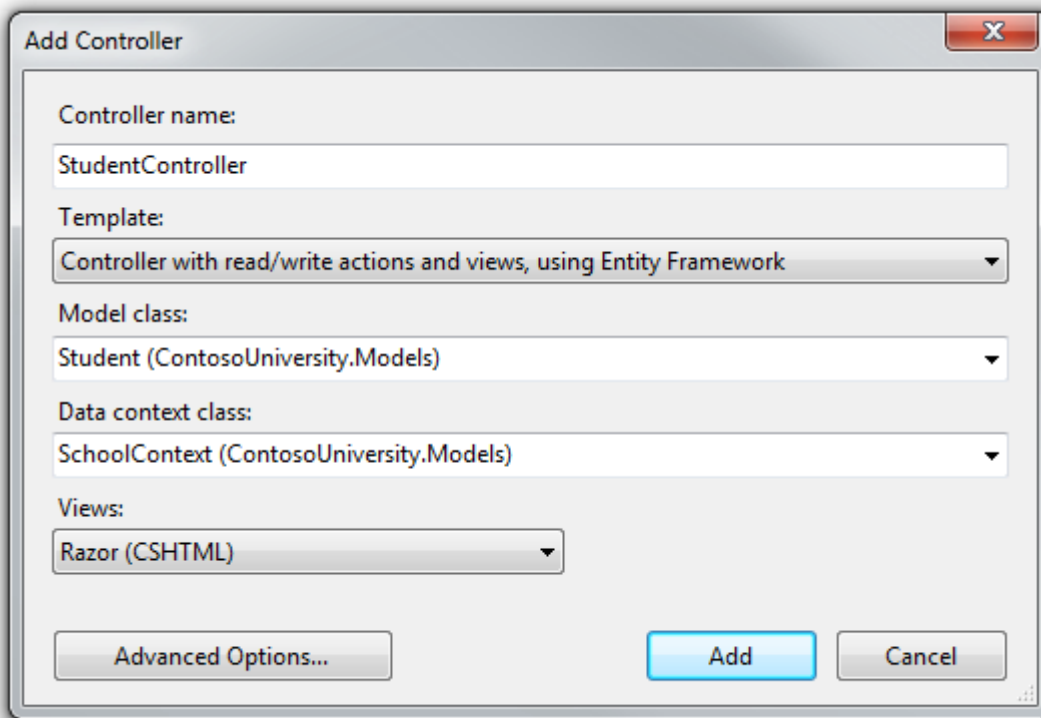 Add Controller
Controller name:
StudentController
Template:
Controller with read/write actions and views, using Entity Framework
Model class:
Student (ContosoUniversity.Models)
Data context class:
SchoolContext (ContosoUniversity.Models)
Views:
Razor (CSHTML)
Advanced Options...
Add
Cancel